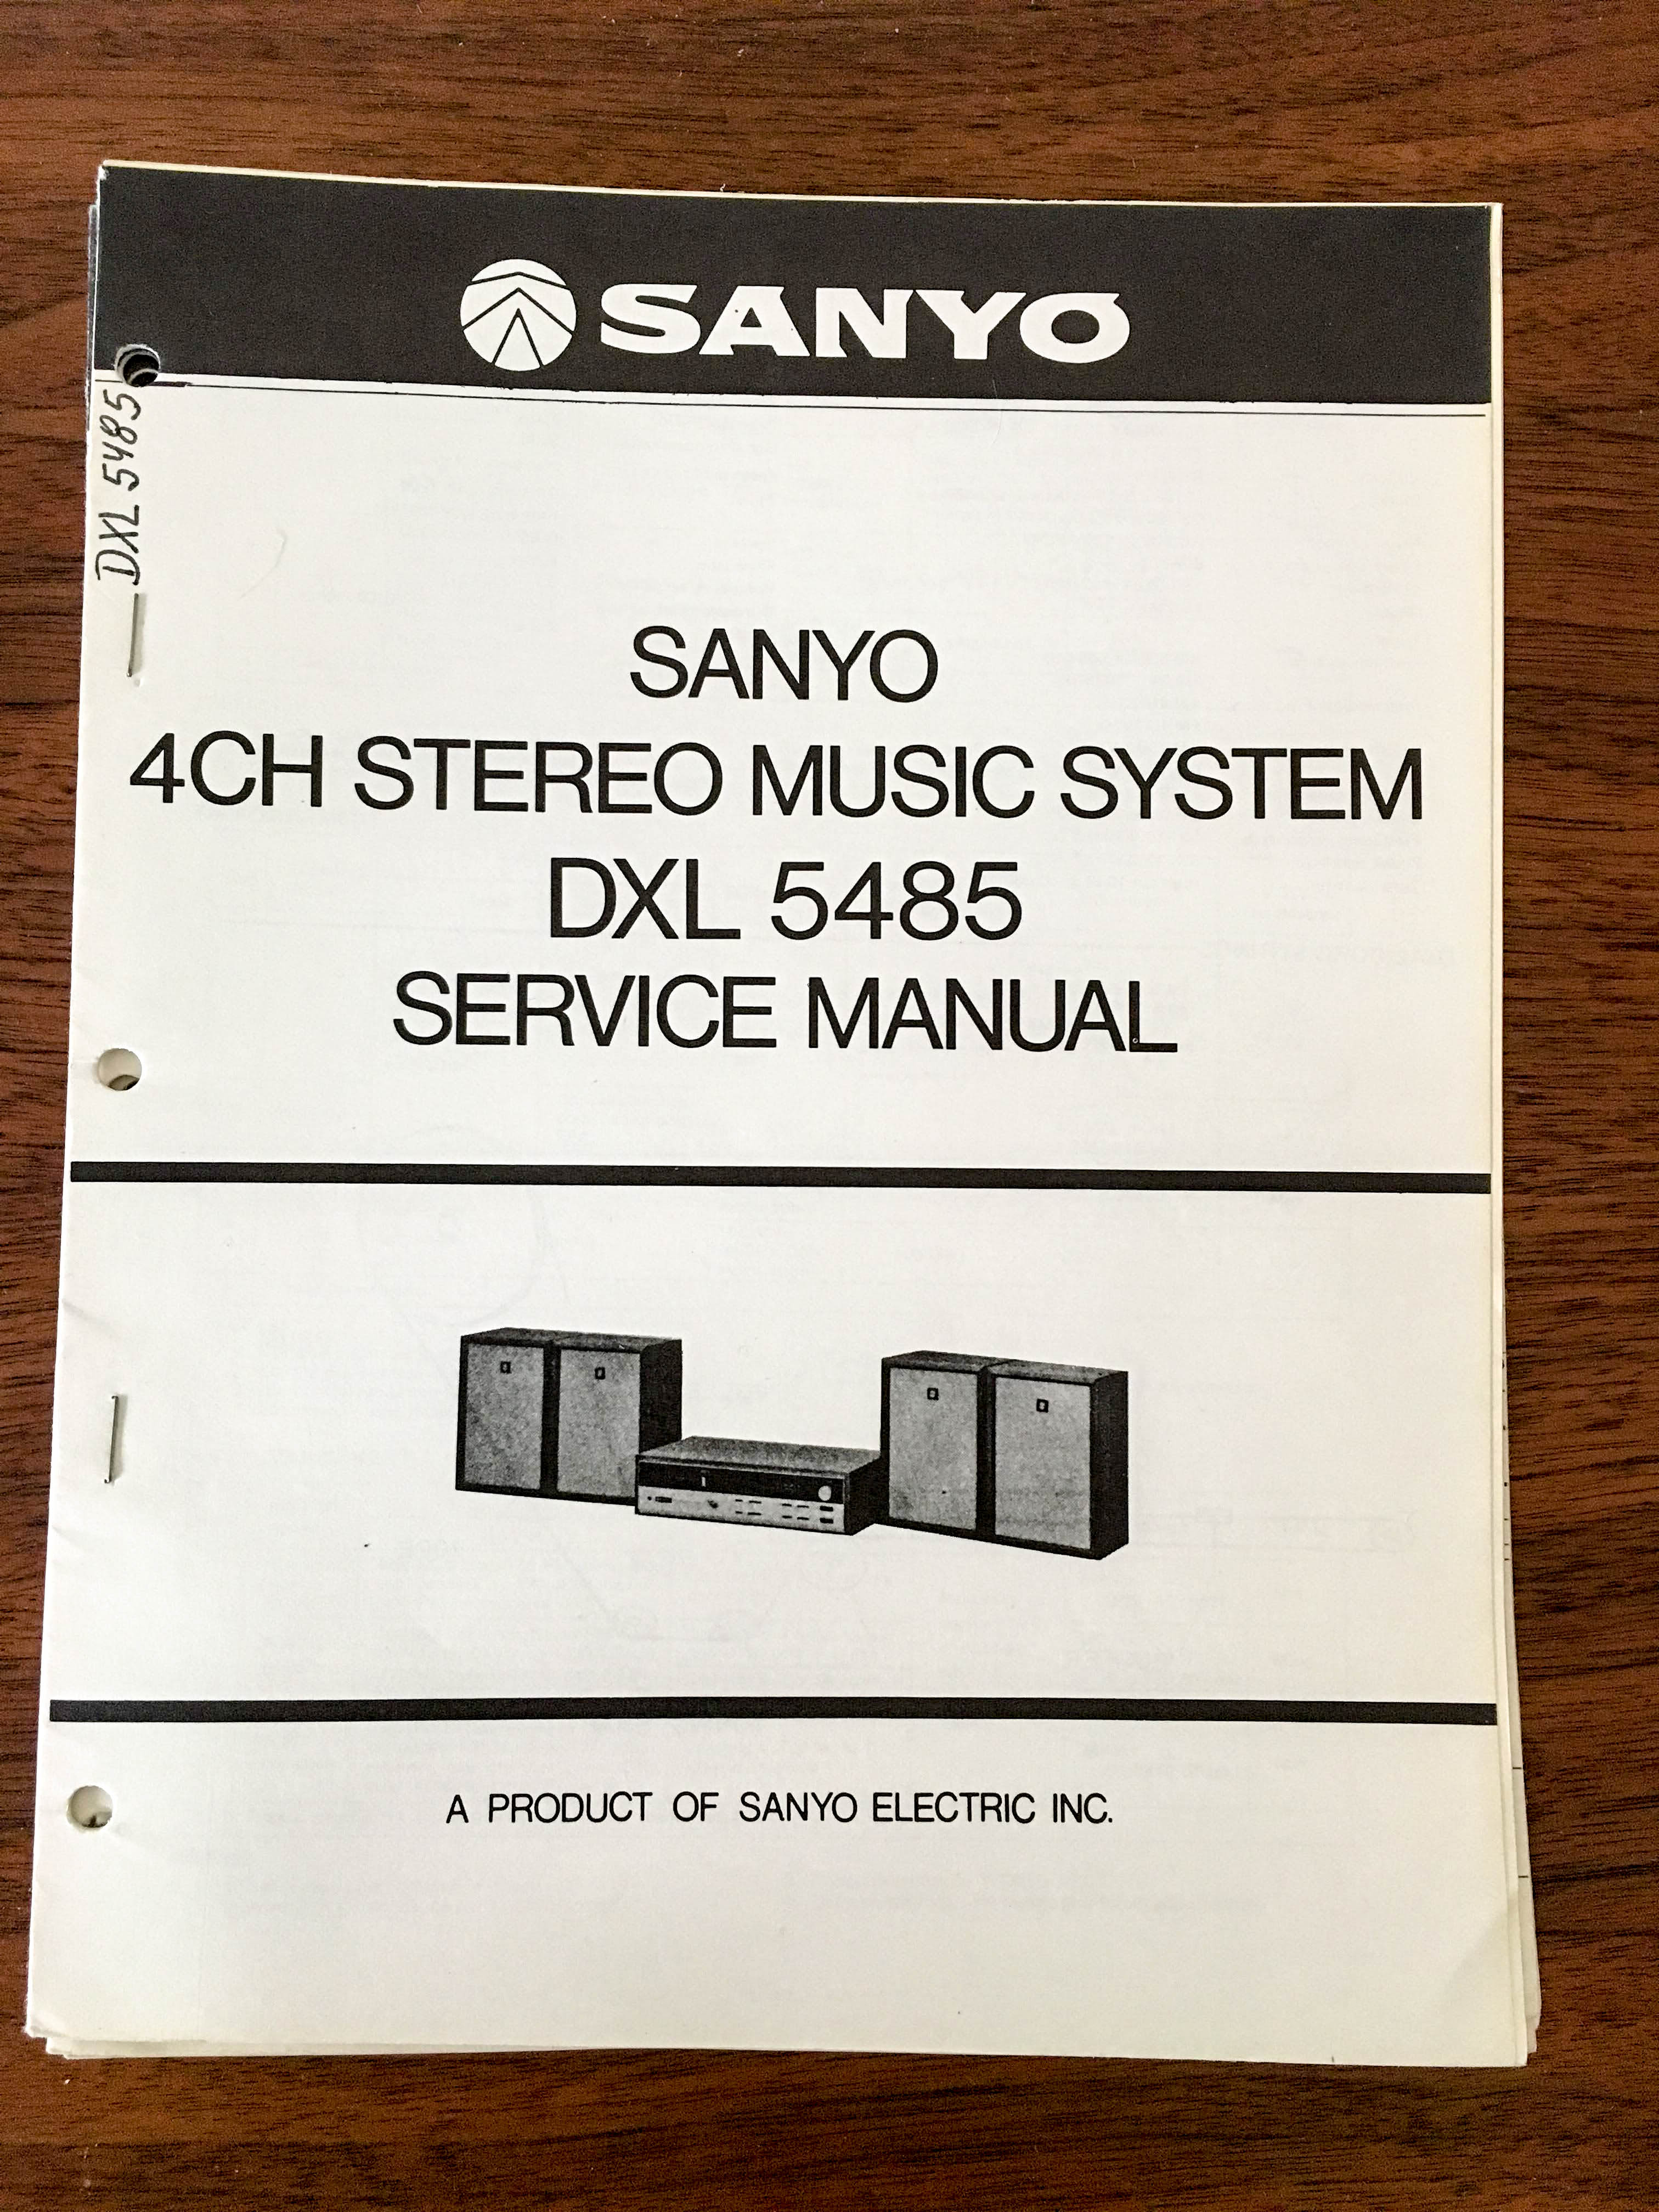 SANYO
DXL 5485
SANYO
4CH STEREO MUSIC SYSTEM
DXL 5485
SERVICE MANUAL
A PRODUCT OF SANYO ELECTRIC INC.